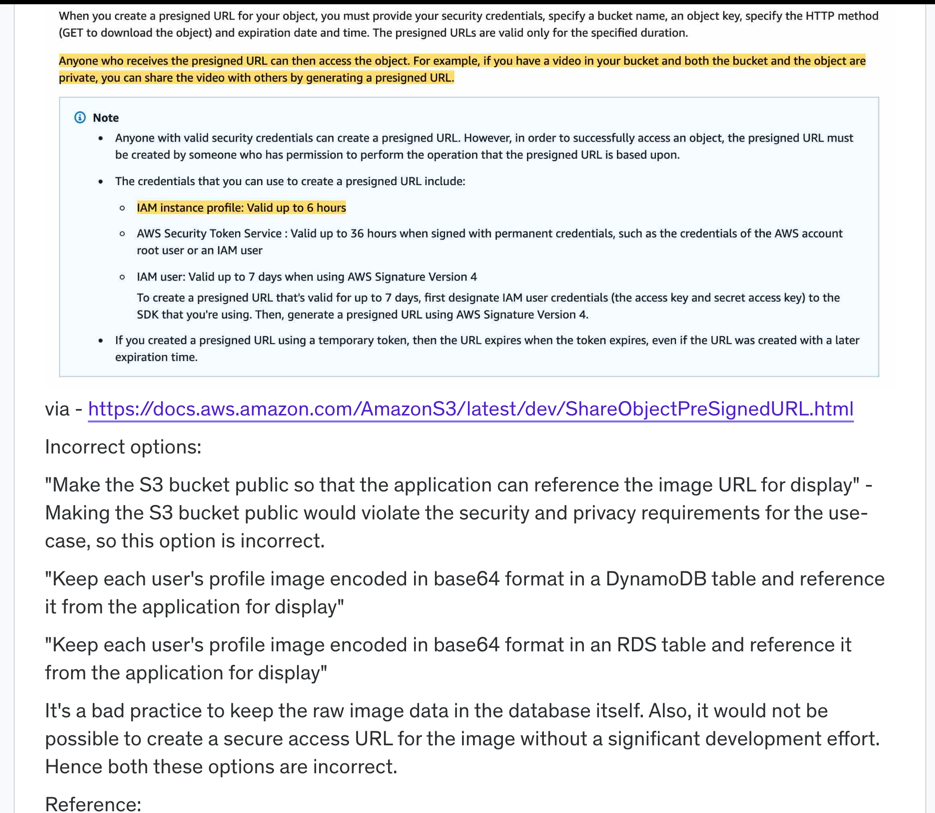 When you create a presigned URL for your object, you must provide your security credentials, specify a bucket name, an object key, specify the HTTP method
(GET to download the object) and expiration date and time. The presigned URLs are valid only for the specified duration.
Anyone who receives the presigned URL can then access the object. For example, if you have a video in your bucket and both the bucket and the object are
private, you can share the video with others by generating a presigned URL.
Note
• Anyone with valid security credentials can create a presigned URL. However, in order to successfully access an object, the presigned URL must
be created by someone who has permission to perform the operation that the presigned URL is based upon.
• The credentials that you can use to create a presigned URL include:
○ IAM instance profile: Valid up to 6 hours
○ AWS Security Token Service : Valid up to 36 hours when signed with permanent credentials, such as the credentials of the AWS account
root user or an IAM user
○ IAM user: Valid up to 7 days when using AWS Signature Version 4
To create a presigned URL that's valid for up to 7 days, first designate IAM user credentials (the access key and secret access key) to the
SDK that you're using. Then, generate a presigned URL using AWS Signature Version 4.
• If you created a presigned URL using a temporary token, then the URL expires when the token expires, even if the URL was created with a later
expiration time.
via - https://docs.aws.amazon.com/AmazonS3/latest/dev/ShareObjectPreSignedURL.html
Incorrect options:
"Make the S3 bucket public so that the application can reference the image URL for display" -
Making the S3 bucket public would violate the security and privacy requirements for the use-
case, so this option is incorrect.
"Keep each user's profile image encoded in base64 format in a DynamoDB table and reference
it from the application for display"
"Keep each user's profile image encoded in base64 format in an RDS table and reference it
from the application for display"
It's a bad practice to keep the raw image data in the database itself. Also, it would not be
possible to create a secure access URL for the image without a significant development effort.
Hence both these options are incorrect.
Reference: